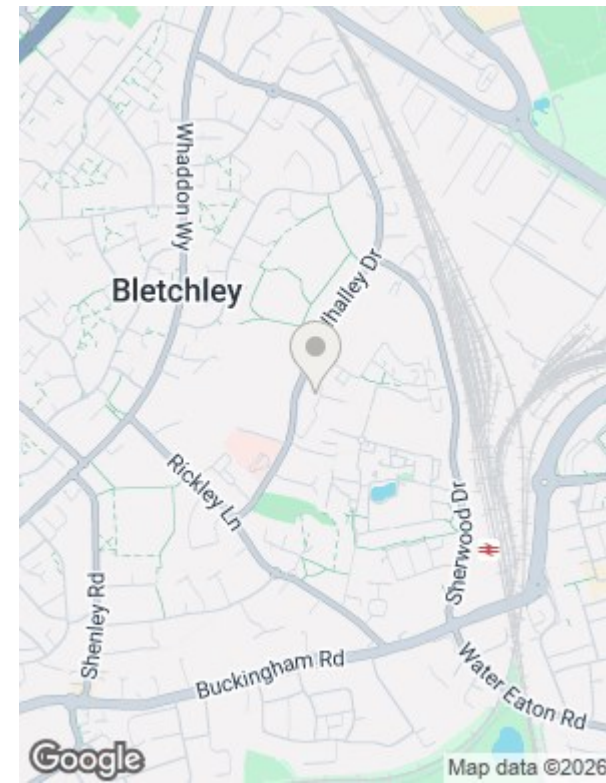 Whaddon Wy
Bletchley
lhalley Dr
Rickley Ln
Sherwood Dr
Shenley Rd
Buckingham Rd
Water Eaton Rd
Google
Map data ©2026